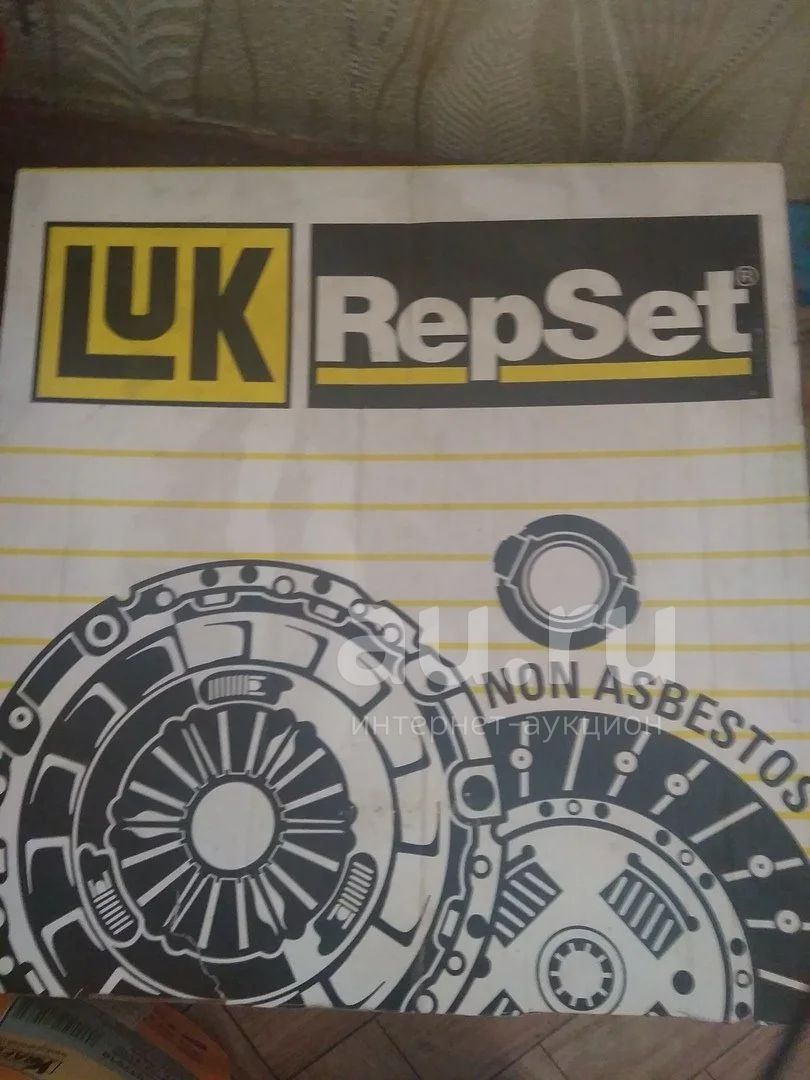 LUK RepSet®
au.ru
NON ASBESTOS
интернет-аукцион